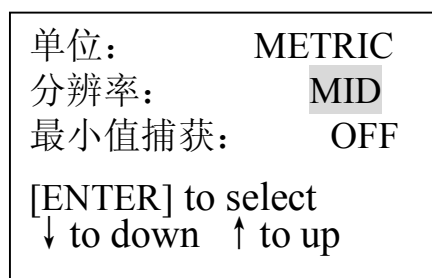 单位： METRIC
分辨率： MID
最小值捕获： OFF
[ENTER] to select
↓ to down ↑ to up